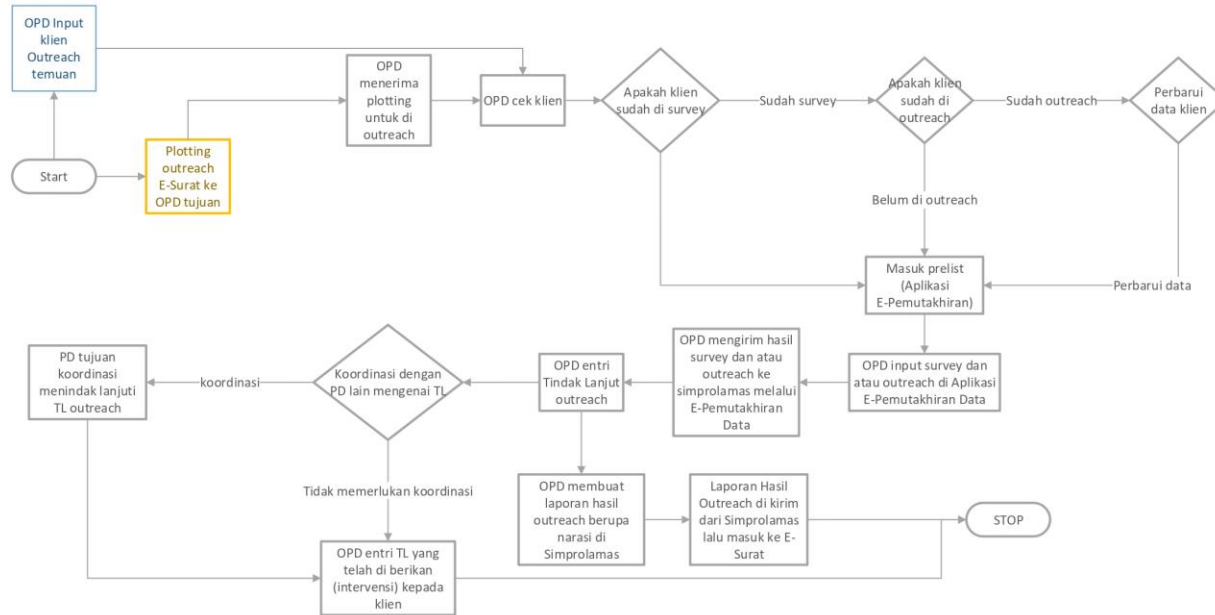 OPD Input
klien
Outreach
temuan
OPD
menerima
plotting
untuk di
outreach
OPD cek klien
Apakah klien
sudah di survey
Sudah survey
Apakah klien
sudah di
outreach
Sudah outreach
Perbarui
data klien
Start
Plotting
outreach
E-Surat ke
OPD tujuan
Belum di outreach
Masuk prelist
(Aplikasi
E-Pemutakhiran)
Perbarui data
PD tujuan
koordinasi
menindak lanjuti
TL outreach
koordinasi
Koordinasi dengan
PD lain mengenai TL
OPD entri
Tindak Lanjut
outreach
OPD mengirim hasil
survey dan atau
outreach ke
simprolamas melalui
E-Pemutakhiran
Data
OPD input survey dan
atau outreach di Aplikasi
E-Pemutakhiran Data
Tidak memerlukan koordinasi
OPD membuat
laporan hasil
outreach berupa
narasi di
Simprolamas
Laporan Hasil
Outreach di kirim
dari Simprolamas
lalu masuk ke E-
Surat
STOP
OPD entri TL yang
telah di berikan
(intervensi) kepada
klien